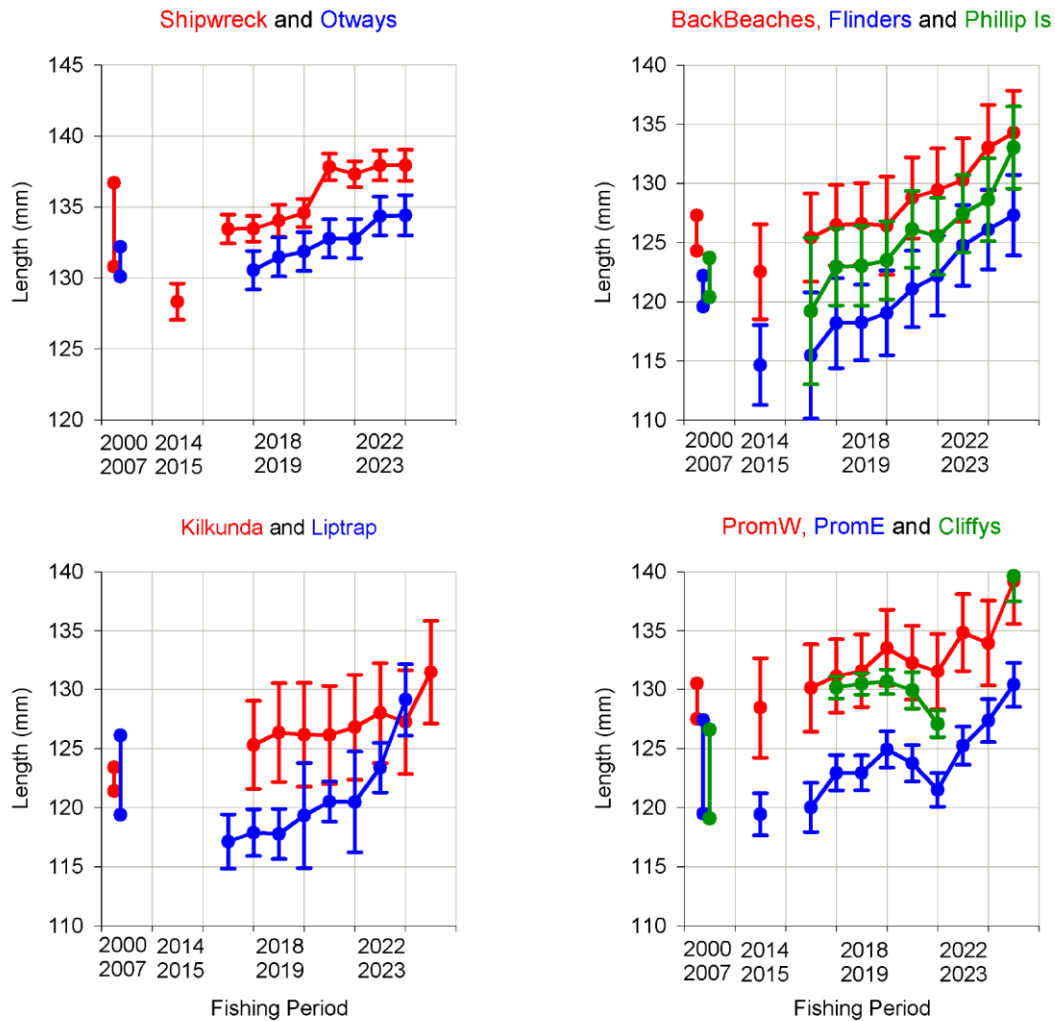 Shipwreck and Otways
145
140
135
130
125
120
Length (mm)
2000 2014 2018 2022
2007 2015 2019 2023
BackBeaches, Flinders and Phillip Is
140
135
130
125
120
115
110
Length (mm)
2000 2014 2018 2022
2007 2015 2019 2023
Kilkunda and Liptrap
140
135
130
125
120
115
110
Length (mm)
2000 2014 2018 2022
2007 2015 2019 2023
Fishing Period
PromW, PromE and Cliffys
140
135
130
125
120
115
110
Length (mm)
2000 2014 2018 2022
2007 2015 2019 2023
Fishing Period